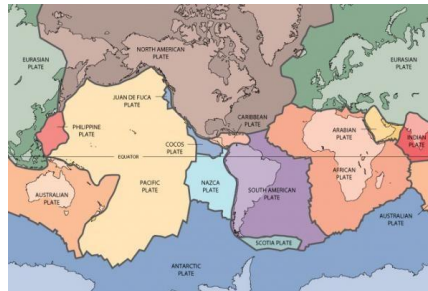 NORTH AMERICAN
PLATE
EURASIAN
PLATE
EURASIAN
PLATE
JUAN DE FUCA
PLATE
CARIBBEAN
PLATE
PHILIPPINE
PLATE
ARABIAN
PLATE
INDIAN
PLATE
COCOS
PLATE
EQUATOR
AUSTRALIAN
PLATE
PACIFIC
PLATE
NAZCA
PLATE
SOUTH AMERICAN
PLATE
AFRICAN
PLATE
AUSTRALIAN
PLATE
SCOTIA PLATE
ANTARCTIC
PLATE